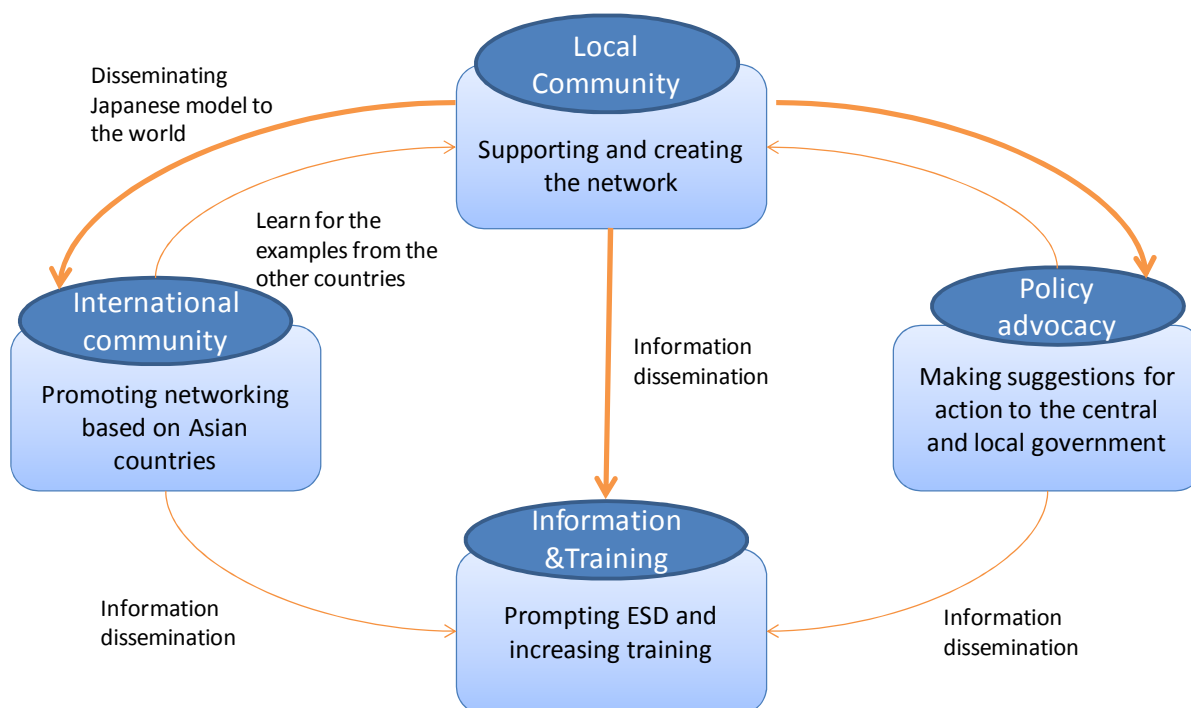 Local
Community
Supporting and creating
the network
Disseminating
Japanese model to
the world
Learn for the
examples from the
other countries
International
community
Promoting networking
based on Asian
countries
Information
dissemination
Policy
advocacy
Making suggestions for
action to the central
and local government
Information
&Training
Prompting ESD and
increasing training
Information
dissemination
Information
dissemination